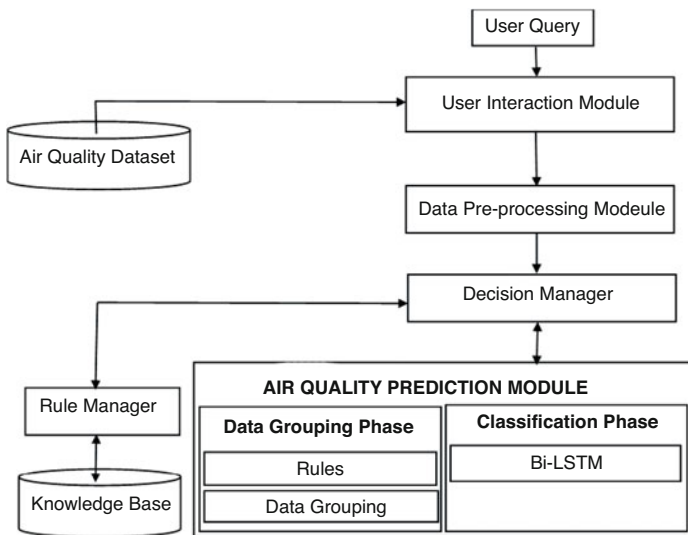 User Query
User Interaction Module
Air Quality Dataset
Data Pre-processing Modeule
Decision Manager
AIR QUALITY PREDICTION MODULE
Rule Manager
Data Grouping Phase
Classification Phase
Rules
Bi-LSTM
Knowledge Base
Data Grouping